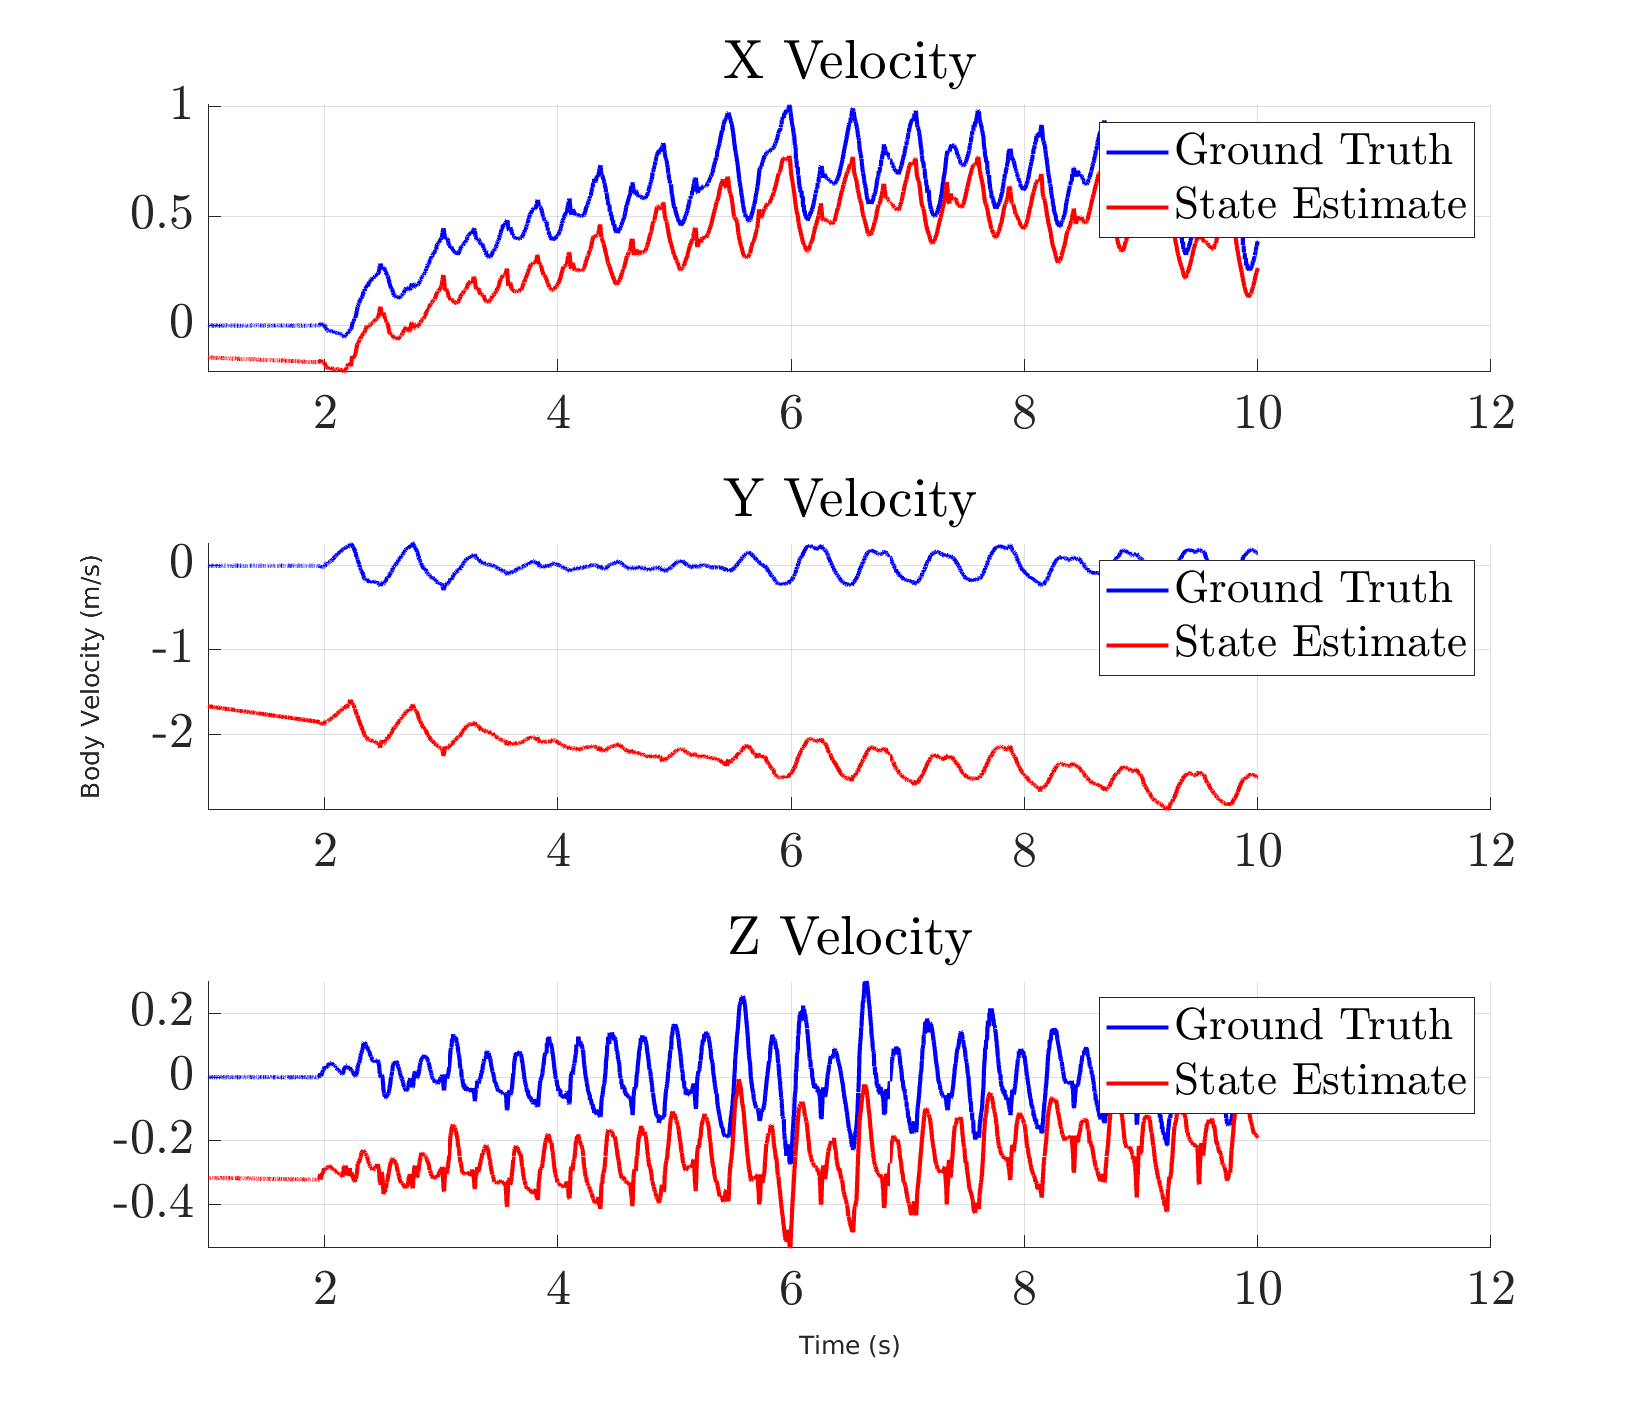 X Velocity
1
0.5
0
Ground Truth
State Estimate
2 4 6 8 10 12
Y Velocity
Body Velocity (m/s)
0
-1
-2
Ground Truth
State Estimate
2 4 6 8 10 12
Z Velocity
0.2
0
-0.2
-0.4
Ground Truth
State Estimate
2 4 6 8 10 12
Time (s)